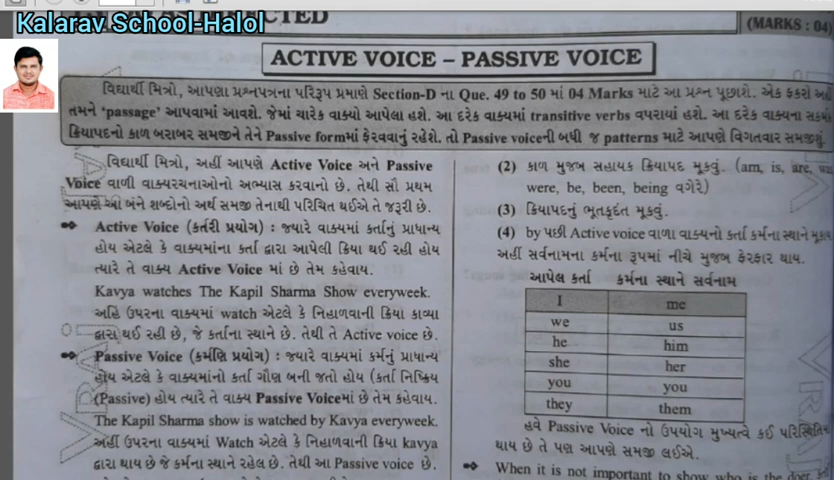 Kalarav School-Halol
(MARKS : 04)
ACTIVE VOICE – PASSIVE VOICE
વિદ્યાર્થી મિત્રો, આપણા પ્રશ્નપત્રના પરિરૂપ પ્રમાણે Section-D ના Que. 49 to 50 માં 04 Marks માટે આ પ્રશ્ન પૂછાશે. એક ફકરો અહીં
તમને ‘passage’ આપવામાં આવશે. જેમાં ચારેક વાક્યો આપેલા હશે. આ દરેક વાક્યમાં transitive verbs વપરાયાં હશે. આ દરેક વાક્યના સકર્મક
ક્રિયાપદનો કાળ બરાબર સમજીને તેને Passive formમાં ફેરવવાનું રહેશે. તો Passive voiceની બધી જ patterns માટે આપણે વિગતવાર સમજીશું.
વિદ્યાર્થી મિત્રો, અહીં આપણે Active Voice અને Passive
Voice વાળી વાક્યરચનાઓનો અભ્યાસ કરવાનો છે. તેથી સૌ પ્રથમ
આપણે આ બંને શબ્દોનો અર્થ સમજી તેનાથી પરિચિત થઈએ તે જરૂરી છે.
Active Voice (કર્તરી પ્રયોગ) : જ્યારે વાક્યમાં કર્તાનું પ્રાધાન્ય
હોય એટલે કે વાક્યમાંના કર્તા દ્વારા આપેલી ક્રિયા થઈ રહી હોય
ત્યારે તે વાક્ય Active Voice માં છે તેમ કહેવાય.
Kavya watches The Kapil Sharma Show everyweek.
અહિ ઉપરના વાક્યમાં watch એટલે કે નિહાળવાની ક્રિયા કાવ્યા
દ્વારા થઈ રહી છે, જે કર્તાના સ્થાને છે. તેથી તે Active voice છે.
Passive Voice (કર્મણિ પ્રયોગ) : જ્યારે વાક્યમાં કર્મનું પ્રાધાન્ય
હોય એટલે કે વાક્યમાંનો કર્તા ગૌણ બની જતો હોય (કર્તા નિષ્ક્રિય
(Passive) હોય ત્યારે તે વાક્ય Passive Voiceમાં છે તેમ કહેવાય.
The Kapil Sharma show is watched by Kavya everyweek.
અહીં ઉપરના વાક્યમાં Watch એટલે કે નિહાળવાની ક્રિયા kavya
દ્વારા થાય છે જે કર્મના સ્થાને રહેલ છે. તેથી આ Passive voice છે.
(2) કાળ મુજબ સહાયક ક્રિયાપદ મૂકવું. (am, is, are, was
were, be, been, being વગેરે)
(3) ક્રિયાપદનું ભૂતકૃદંત મૂકવું.
(4) by પછી Active voice વાળા વાક્યનો કર્તા કર્મના સ્થાને મૂકાય
અહીં સર્વનામના કર્મના રૂપમાં નીચે મુજબ ફેરફાર થાય.
આપેલ કર્તા કર્મના સ્થાને સર્વનામ
I me
we us
he him
she her
you you
they them
હવે Passive Voice નો ઉપયોગ મુખ્યત્વે કઈ પરિસ્થિતિ
થાય છે તે પણ આપણે સમજી લઈએ.
When it is not important to show who is the doer